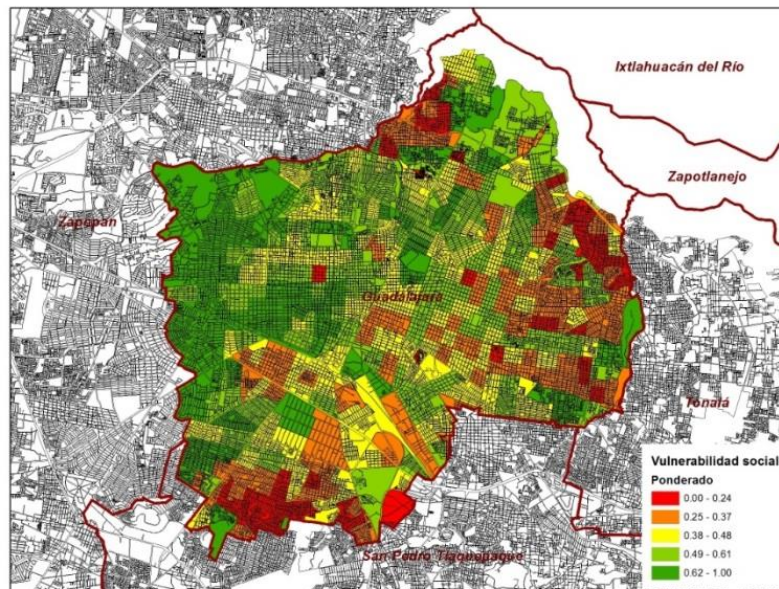 Ixtlahuacán del Río
Zapotlanejo
Zapopan
Guadalajara
Tonalá
San Pedro Tlaquepaque
Vulnerabilidad social
Ponderado
0.00 - 0.24
0.25 - 0.37
0.38 - 0.48
0.49 - 0.61
0.62 - 1.00